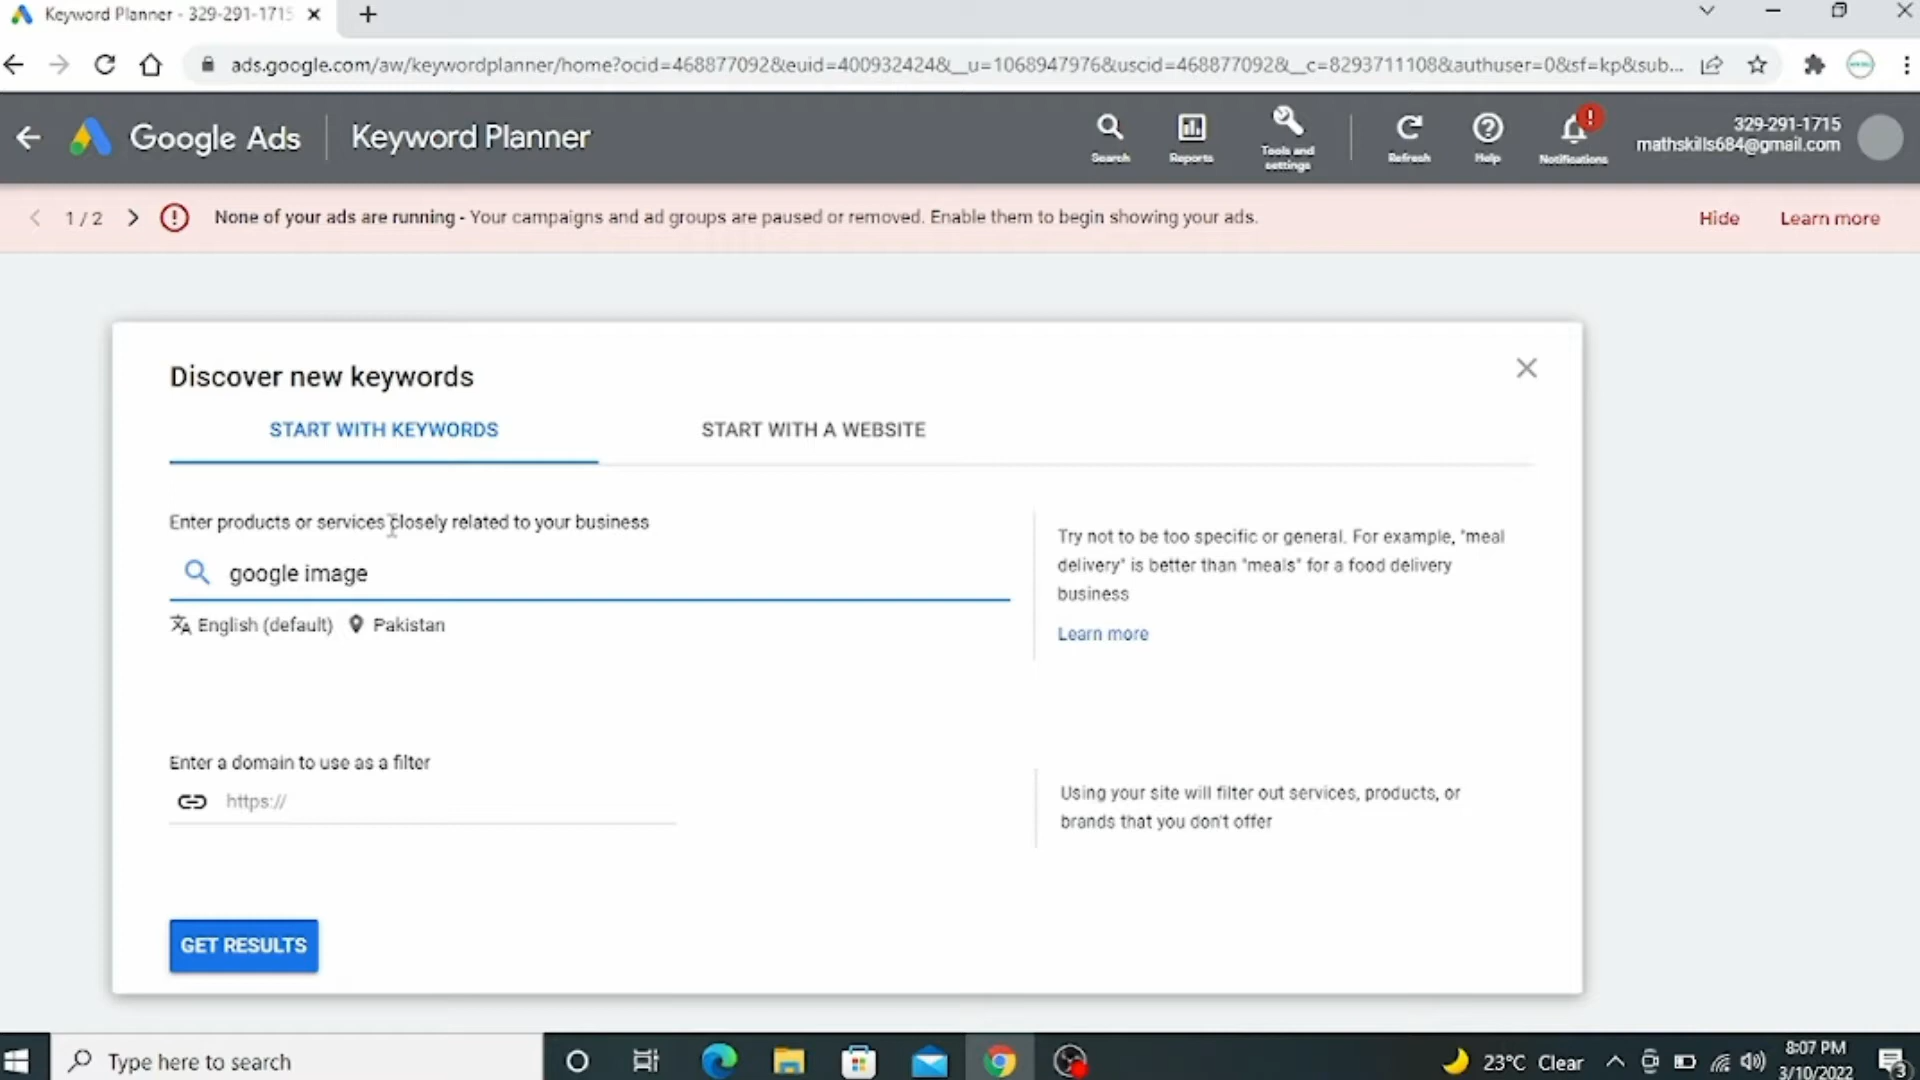 Keyword Planner - 329-291-1715
ads.google.com/aw/keywordplanner/home?ocid=468877092&euid=400932424&__u=1068947976&uscid=468877092&__c=8293711108&authuser=0&sf=kp&sub...
Google Ads
Keyword Planner
Search
Reports
Tools and
settings
Refresh
Help
!
Notifications
329-291-1715
mathskills684@gmail.com
1 / 2
None of your ads are running - Your campaigns and ad groups are paused or removed. Enable them to begin showing your ads.
Hide
Learn more
Discover new keywords
START WITH KEYWORDS
START WITH A WEBSITE
Enter products or services closely related to your business
google image
English (default)
Pakistan
Try not to be too specific or general. For example, "meal
delivery" is better than "meals" for a food delivery
business
Learn more
Enter a domain to use as a filter
https://
Using your site will filter out services, products, or
brands that you don't offer
GET RESULTS
Type here to search
23°C Clear
8:07 PM
3/10/2022
3